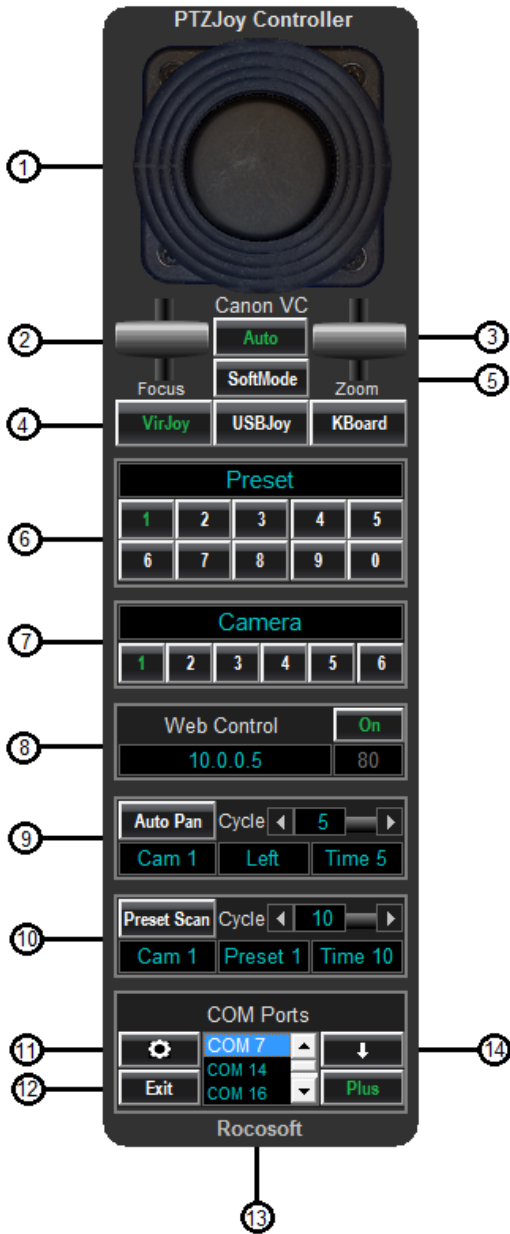 PTZJoy Controller
1
Canon VC
2
Auto
3
SoftMode
5
Focus
Zoom
4
VirJoy USBJoy KBoard
Preset
6
1 2 3 4 5
6 7 8 9 0
Camera
7
1 2 3 4 5 6
Web Control On
8
10.0.0.5 80
Auto Pan Cycle 5
9
Cam 1 Left Time 5
Preset Scan Cycle 10
10
Cam 1 Preset 1 Time 10
COM Ports
11
COM 7
14
COM 14
12
Exit COM 16 Plus
Rocosoft
13